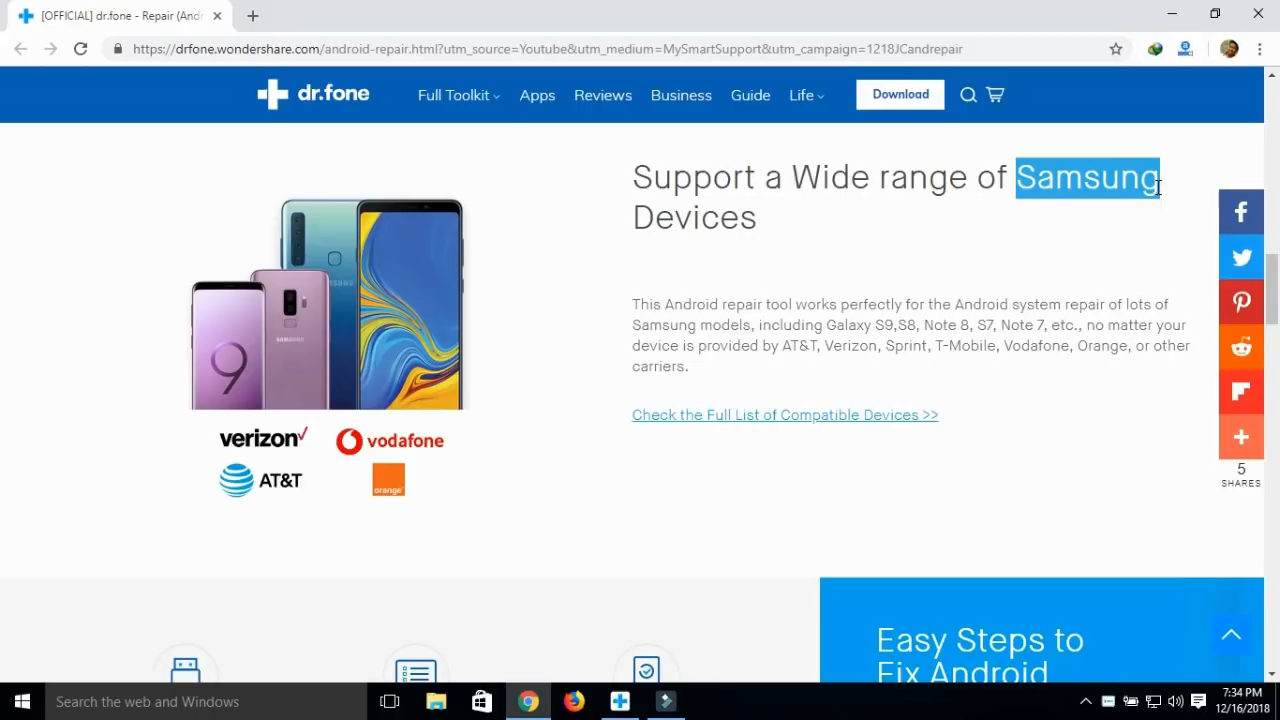 [OFFICIAL] dr.fone - Repair (And
https://drfone.wondershare.com/android-repair.html?utm_source=Youtube&utm_medium=MySmartSupport&utm_campaign=1218JCandrepair
dr.fone Full Toolkit Apps Reviews Business Guide Life Download
Support a Wide range of Samsung
Devices
This Android repair tool works perfectly for the Android system repair of lots of
Samsung models, including Galaxy S9,S8, Note 8, S7, Note 7, etc., no matter your
device is provided by AT&T, Verizon, Sprint, T-Mobile, Vodafone, Orange, or other
carriers.
Check the Full List of Compatible Devices >>
SAMSUNG
SAMSUNG
9
verizon vodafone
AT&T orange
5
SHARES
Easy Steps to
Fix Android
Search the web and Windows
7:34 PM
12/16/2018